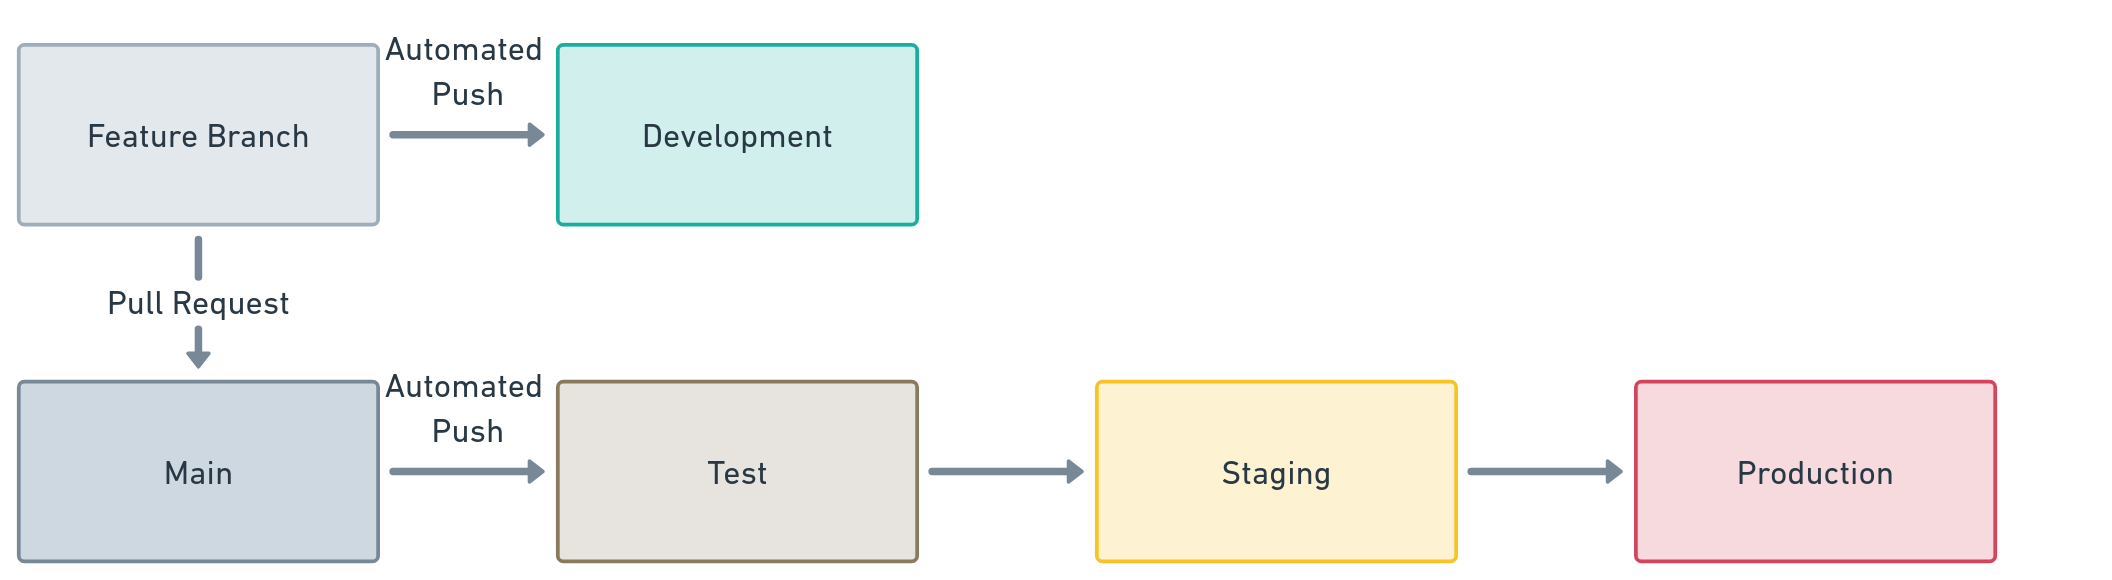 Automated
Push
Feature Branch
Development
Pull Request
Automated
Push
Main
Test
Staging
Production